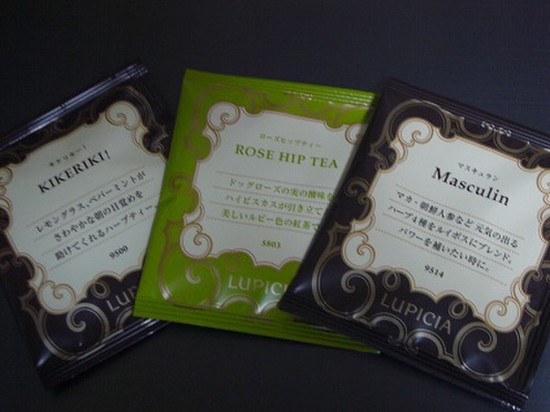 キケリキー!
KIKERIKI!
レモングラス、ペパーミントが
さわやかな朝の目覚めを
助けてくれるハーブティー
9500
LUPICIA
ローズヒップティー
ROSE HIP TEA
ドッグローズの実の酸味を
ハイビスカスが引き立て
美しいルビー色の紅茶で
5803
LUPICIA
マスキュラン
Masculin
マカ・朝鮮人参など元気の出る
ハーブ4種をルイボスにブレンド。
パワーを補いたい時に。
9514
LUPICIA